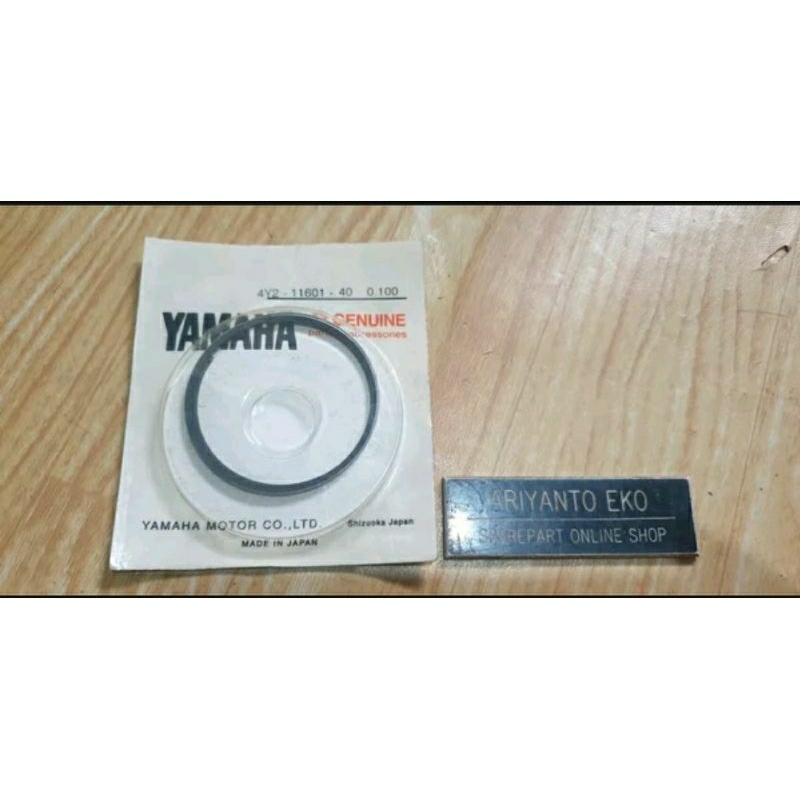 4Y2 - 11601 - 40 0.100
YAMAHA GENUINE
YAMAHA MOTOR CO.,LTD. Shizuoka Japan
MADE IN JAPAN
ARIYANTO EKO
SPAREPART ONLINE SHOP